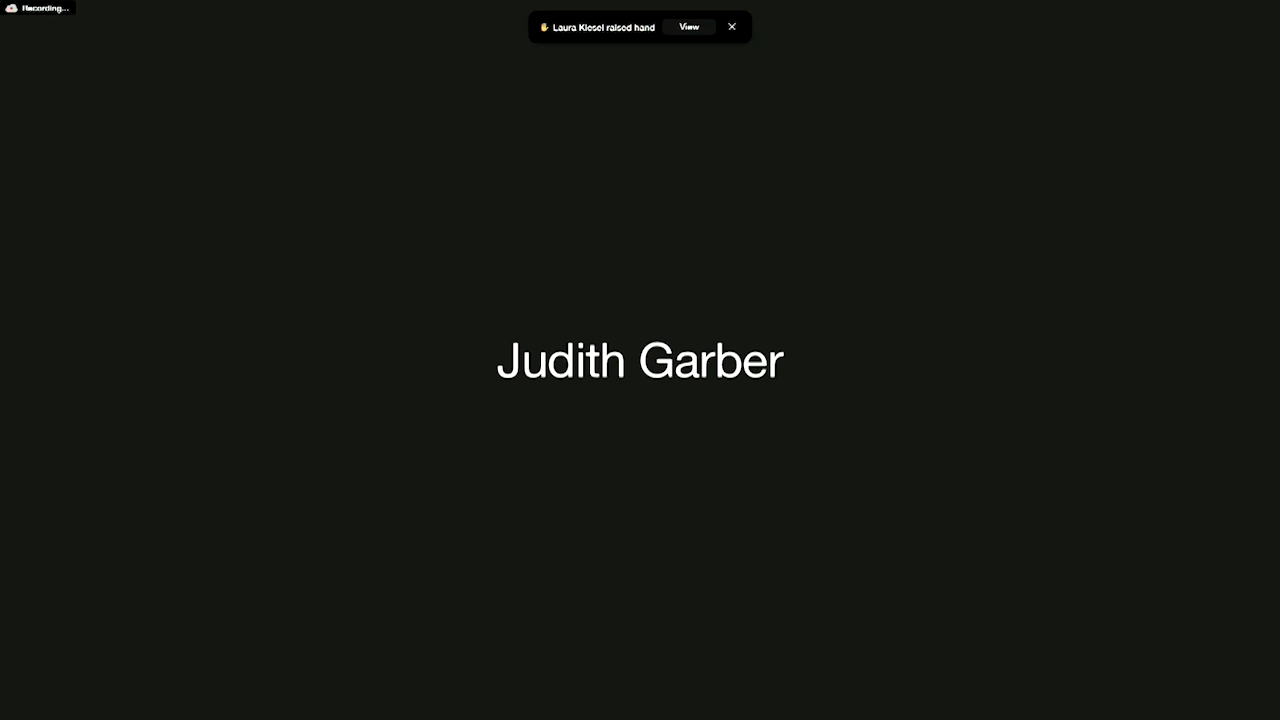 Recording...
✋ Laura Kiesel raised hand View ✕
Judith Garber